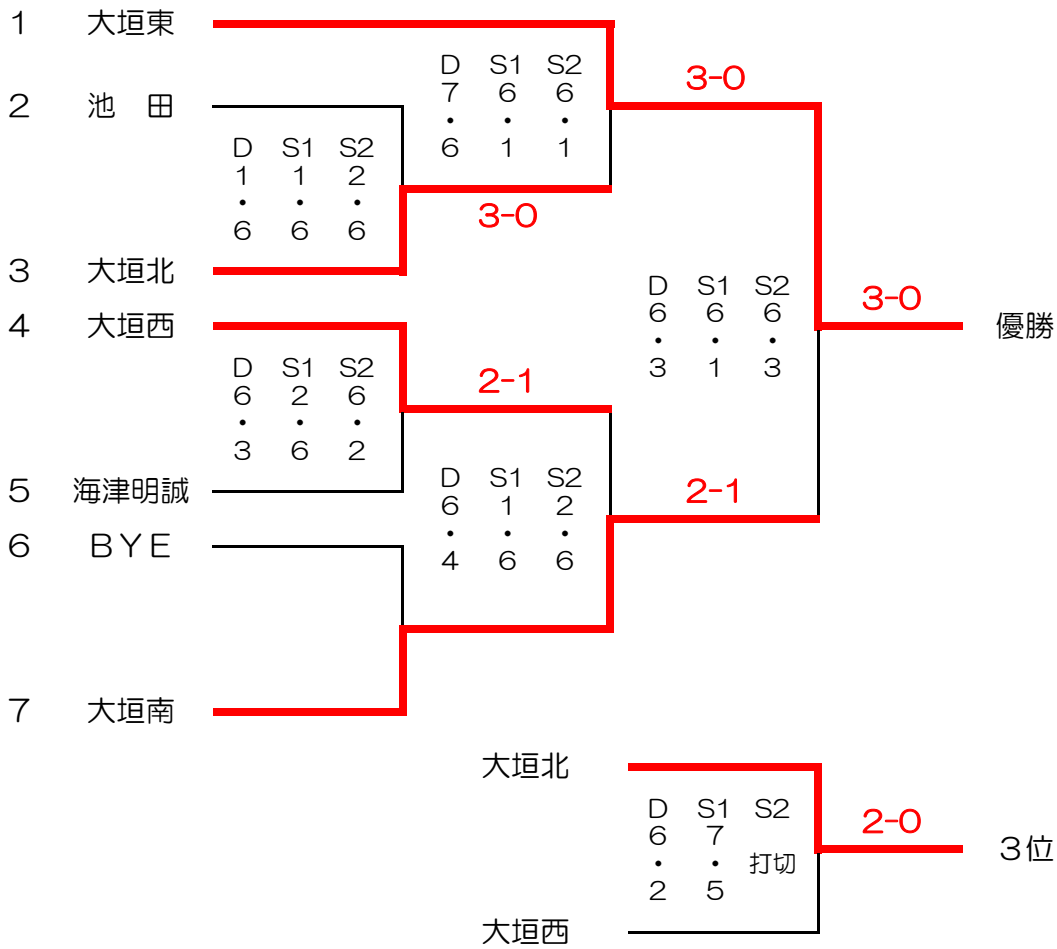 1 大垣東
D S1 S2
7 6 6
・ ・ ・
6 1 1
3-0
2 池　田
D S1 S2
1 1 2
・ ・ ・
6 6 6
3-0
3 大垣北
4 大垣西
D S1 S2
6 2 6
・ ・ ・
3 6 2
2-1
5 海津明誠
6 ＢＹＥ
D S1 S2
6 1 2
・ ・ ・
4 6 6
2-1
7 大垣南
D S1 S2
6 6 6
・ ・ ・
3 1 3
3-0
優勝
大垣北
D S1 S2
6 7
・ ・ 打切
2 5
2-0
３位
大垣西